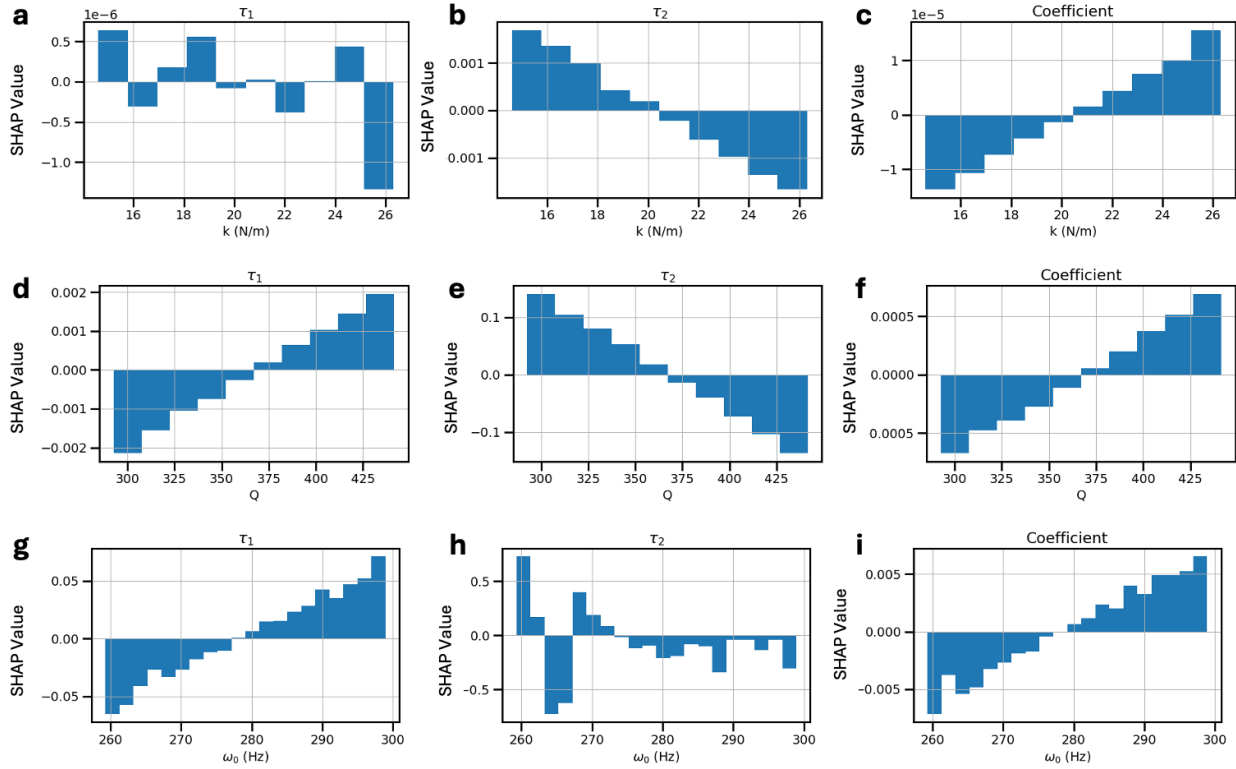 a
1e−6
τ1
SHAP Value
0.5
0.0
−0.5
−1.0
16 18 20 22 24 26
k (N/m)
b
τ2
SHAP Value
0.001
0.000
0.001
16 18 20 22 24 26
k (N/m)
c
1e−5
Coefficient
SHAP Value
1
0
−1
16 18 20 22 24 26
k (N/m)
d
τ1
SHAP Value
0.002
0.001
0.000
−0.001
−0.002
300 325 350 375 400 425
Q
e
τ2
SHAP Value
0.1
0.0
−0.1
300 325 350 375 400 425
Q
f
Coefficient
SHAP Value
0.0005
0.0000
0.0005
300 325 350 375 400 425
Q
g
τ1
SHAP Value
0.05
0.00
−0.05
260 270 280 290 300
ω0 (Hz)
h
τ2
SHAP Value
0.5
0.0
−0.5
260 270 280 290 300
ω0 (Hz)
i
Coefficient
SHAP Value
0.005
0.000
−0.005
260 270 280 290 300
ω0 (Hz)